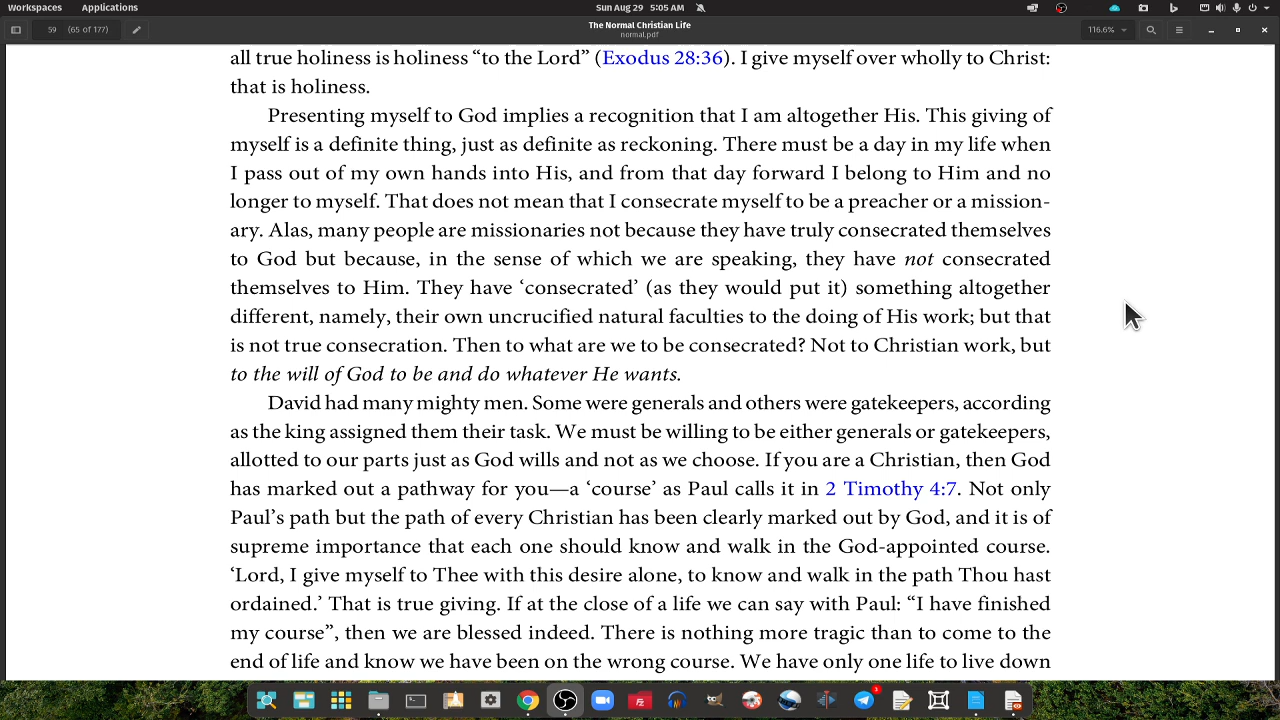 Workspaces Applications Sun Aug 29 5:05 AM
59 (65 of 177) The Normal Christian Life 116.6%
normal.pdf
all true holiness is holiness “to the Lord” (Exodus 28:36). I give myself over wholly to Christ:
that is holiness.
Presenting myself to God implies a recognition that I am altogether His. This giving of
myself is a definite thing, just as definite as reckoning. There must be a day in my life when
I pass out of my own hands into His, and from that day forward I belong to Him and no
longer to myself. That does not mean that I consecrate myself to be a preacher or a mission-
ary. Alas, many people are missionaries not because they have truly consecrated themselves
to God but because, in the sense of which we are speaking, they have not consecrated
themselves to Him. They have ‘consecrated’ (as they would put it) something altogether
different, namely, their own uncrucified natural faculties to the doing of His work; but that
is not true consecration. Then to what are we to be consecrated? Not to Christian work, but
to the will of God to be and do whatever He wants.
David had many mighty men. Some were generals and others were gatekeepers, according
as the king assigned them their task. We must be willing to be either generals or gatekeepers,
allotted to our parts just as God wills and not as we choose. If you are a Christian, then God
has marked out a pathway for you—a ‘course’ as Paul calls it in 2 Timothy 4:7. Not only
Paul’s path but the path of every Christian has been clearly marked out by God, and it is of
supreme importance that each one should know and walk in the God-appointed course.
‘Lord, I give myself to Thee with this desire alone, to know and walk in the path Thou hast
ordained.’ That is true giving. If at the close of a life we can say with Paul: “I have finished
my course”, then we are blessed indeed. There is nothing more tragic than to come to the
end of life and know we have been on the wrong course. We have only one life to live down